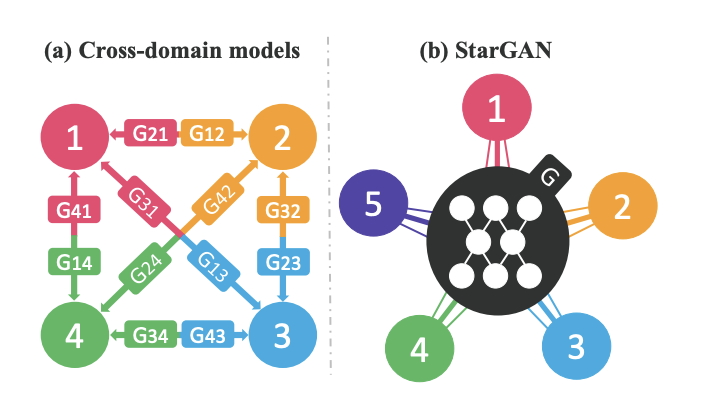 (a) Cross-domain models
1
G21
G12
2
G41
G31
G42
G32
G14
G24
G13
G23
4
G34
G43
3
(b) StarGAN
1
G
5
2
4
3